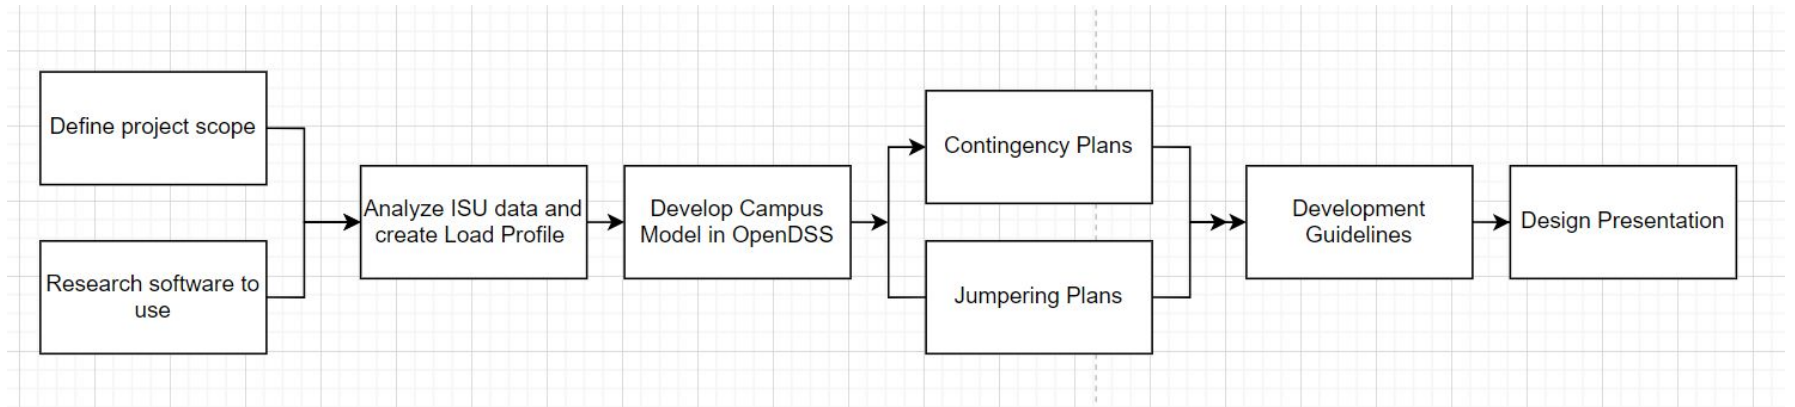 Define project scope
Research software to
use
Analyze ISU data and
create Load Profile
Develop Campus
Model in OpenDSS
Contingency Plans
Jumpering Plans
Development
Guidelines
Design Presentation